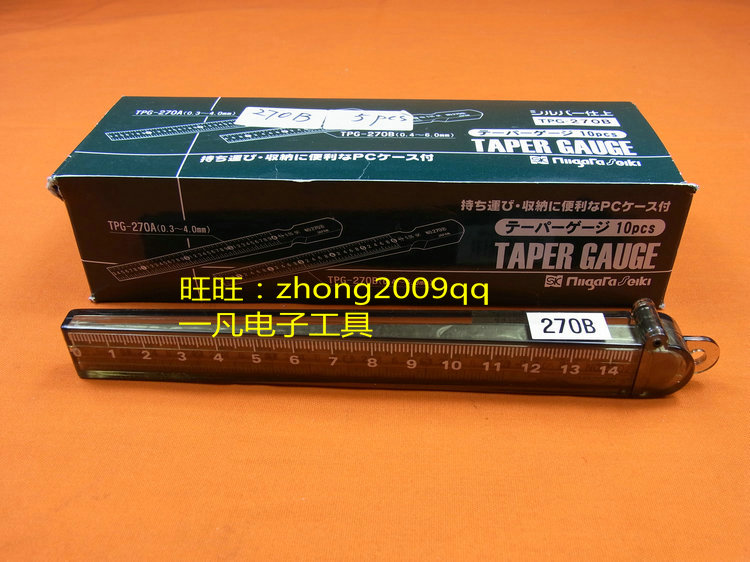 TPG-270A(0.3~4.0mm)
270B 5pcs
TPG-270B(0.4~6.0mm)
持ち運び・収納に便利なPCケース付
シルバー仕上
TPG-270B
テーパーゲージ 10pcs
TAPER GAUGE
SK Niigata Seiki
TPG-270A(0.3~4.0mm)
TPG-270B
持ち運び・収納に便利なPCケース付
テーパーゲージ 10pcs
TAPER GAUGE
SK Niigata Seiki
旺旺：zhong2009qq
一凡电子工具
270B
0 1 2 3 4 5 6 7 8 9 10 11 12 13 14